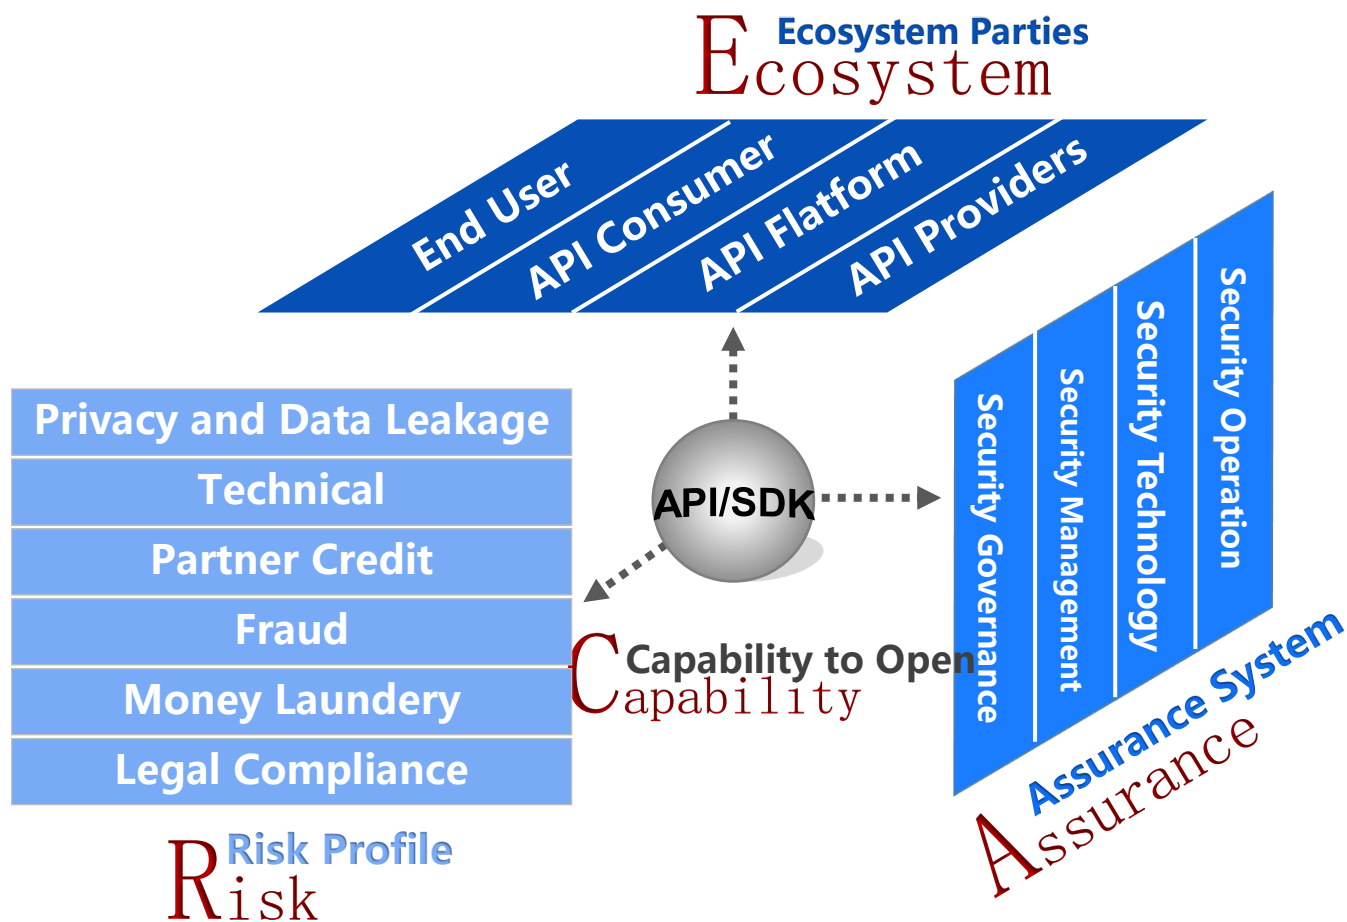 Ecosystem Parties
Ecosystem
End User
API Consumer
API Flatform
API Providers
Privacy and Data Leakage
Technical
Partner Credit
Fraud
Money Laundery
Legal Compliance
API/SDK
Security Governance
Security Management
Security Technology
Security Operation
Capability to Open
Capability
Assurance System
Assurance
Risk Profile
Risk